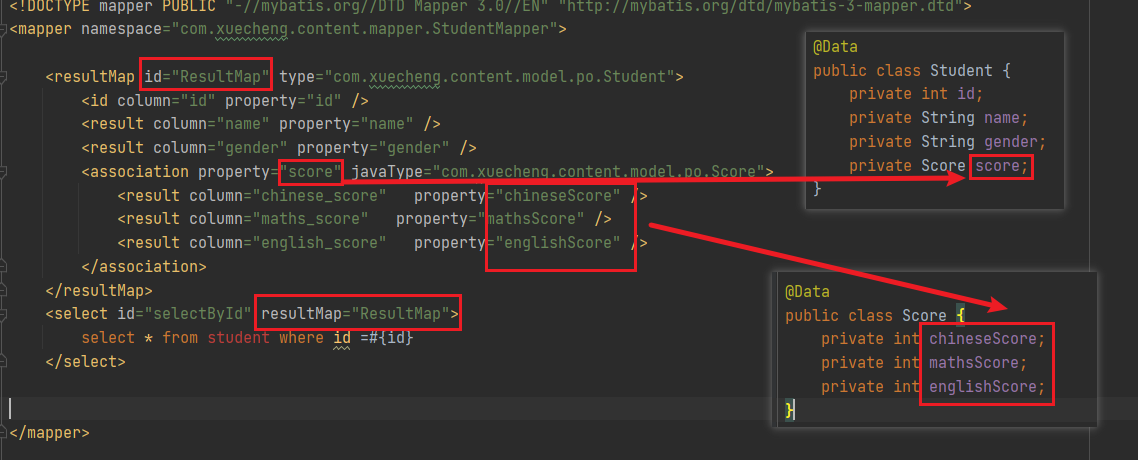 <!DOCTYPE mapper PUBLIC "-//mybatis.org//DTD Mapper 3.0//EN" "http://mybatis.org/dtd/mybatis-3-mapper.dtd">
<mapper namespace="com.xuecheng.content.mapper.StudentMapper">
<resultMap id="ResultMap" type="com.xuecheng.content.model.po.Student">
<id column="id" property="id" />
<result column="name" property="name" />
<result column="gender" property="gender" />
<association property="score" javaType="com.xuecheng.content.model.po.Score">
<result column="chinese_score" property="chineseScore" />
<result column="maths_score" property="mathsScore" />
<result column="english_score" property="englishScore" />
</association>
</resultMap>
<select id="selectById" resultMap="ResultMap">
select * from student where id =#{id}
</select>
</mapper>
@Data
public class Student {
private int id;
private String name;
private String gender;
private Score score;
}
@Data
public class Score {
private int chineseScore;
private int mathsScore;
private int englishScore;
}